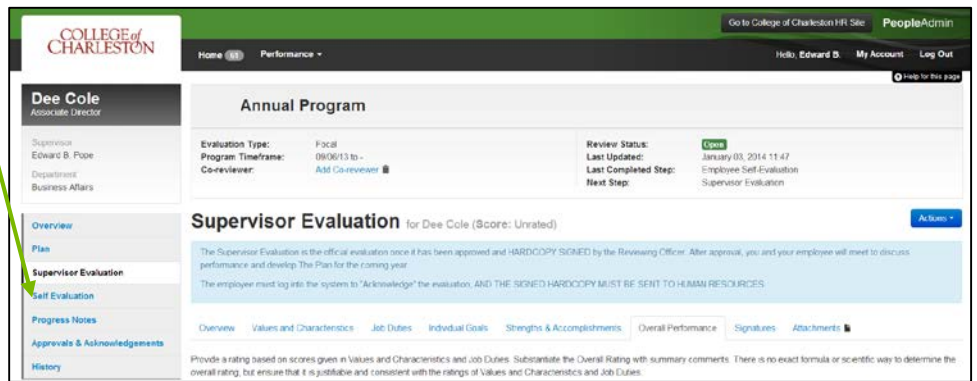 COLLEGE of
CHARLESTON
Go to College of Charleston HR Site PeopleAdmin
Home Performance
Hello, Edward B. My Account Log Out
Help for this page
Dee Cole
Associate Director
Supervisor
Edward B. Pope
Department
Business Affairs
Annual Program
Evaluation Type: Focal
Program Timeframe: 09/06/13 to -
Co-reviewer: Add Co-reviewer
Review Status: Open
Last Updated: January 03, 2014 11:47
Last Completed Step: Employee Self-Evaluation
Next Step: Supervisor Evaluation
Overview
Plan
Supervisor Evaluation
Self Evaluation
Progress Notes
Approvals & Acknowledgements
History
Supervisor Evaluation for Dee Cole (Score: Unrated)
Actions
The Supervisor Evaluation is the official evaluation once it has been approved and HARDCOPY SIGNED by the Reviewing Officer. After approval, you and your employee will meet to discuss
performance and develop The Plan for the coming year
The employee must log into the system to "Acknowledge" the evaluation, AND THE SIGNED HARDCOPY MUST BE SENT TO HUMAN RESOURCES.
Overview Values and Characteristics Job Duties Individual Goals Strengths & Accomplishments Overall Performance Signatures Attachments
Provide a rating based on scores given in Values and Characteristics and Job Duties. Substantiate the Overall Rating with summary comments. There is no exact formula or scientific way to determine the
overall rating, but ensure that it is justifiable and consistent with the ratings of Values and Characteristics and Job Duties.